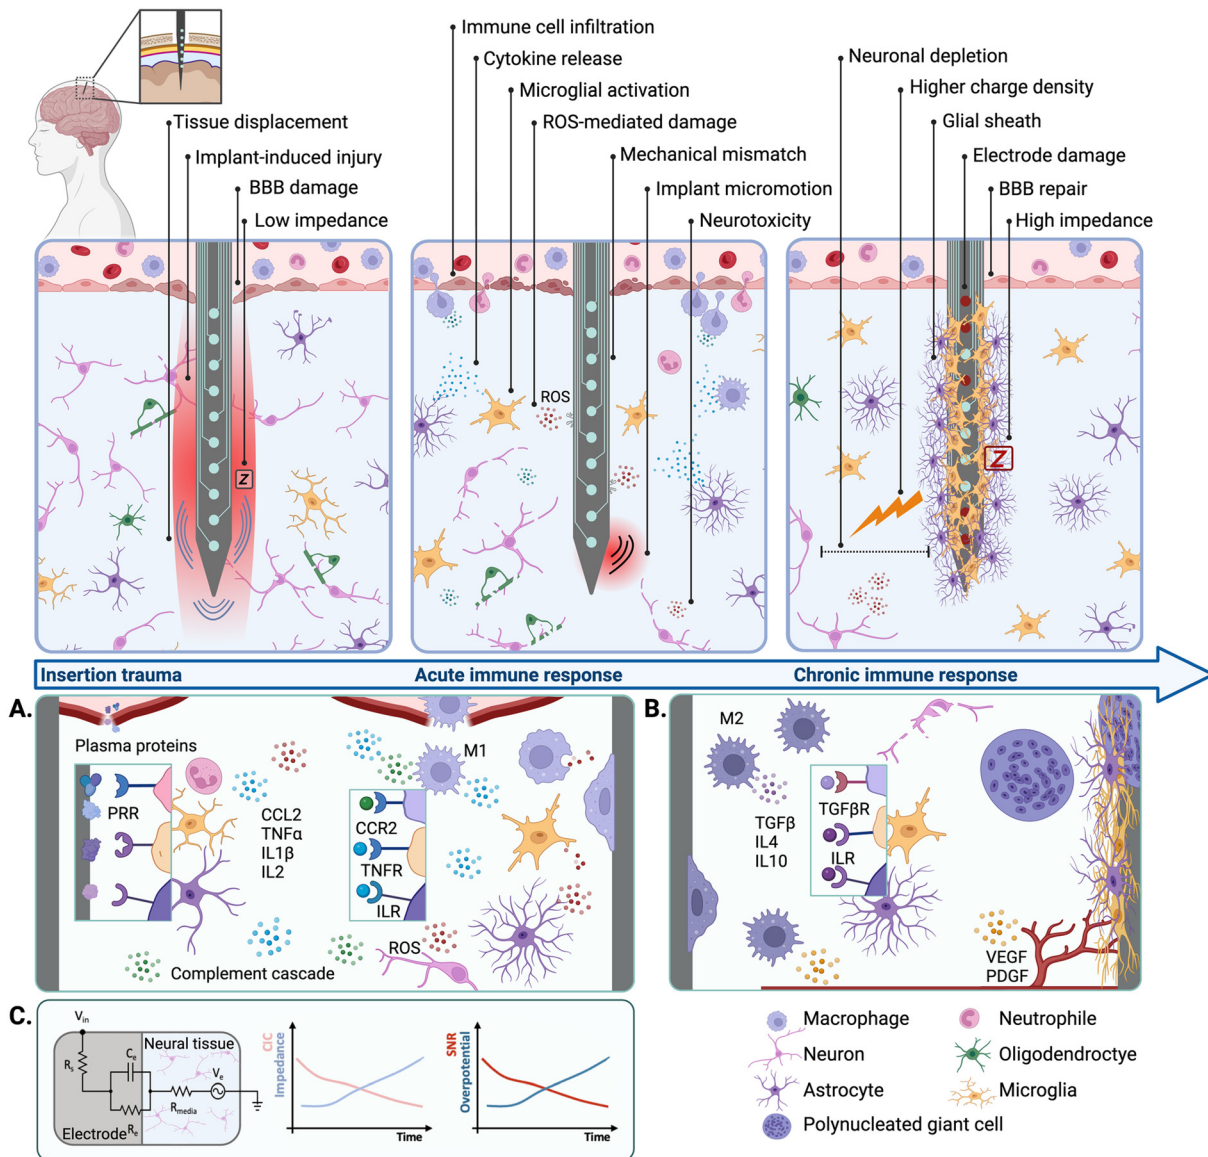 Immune cell infiltration
Cytokine release
Microglial activation
ROS-mediated damage
Mechanical mismatch
Implant micromotion
Neurotoxicity
Neuronal depletion
Higher charge density
Glial sheath
Electrode damage
BBB repair
High impedance
Tissue displacement
Implant-induced injury
BBB damage
Low impedance
Z
ROS
Z
Insertion trauma
Acute immune response
Chronic immune response
A.
Plasma proteins
PRR
CCL2
TNFα
IL1β
IL2
M1
CCR2
TNFR
ILR
ROS
Complement cascade
B.
M2
TGFβ
IL4
IL10
TGFβR
ILR
VEGF
PDGF
C.
Vin
Rs
Ce
Re
Electrode
Neural tissue
Rmedia
Ve
CIC
Impedance
Time
SNR
Overpotential
Time
Macrophage
Neutrophile
Neuron
Oligodendroctye
Astrocyte
Microglia
Polynucleated giant cell